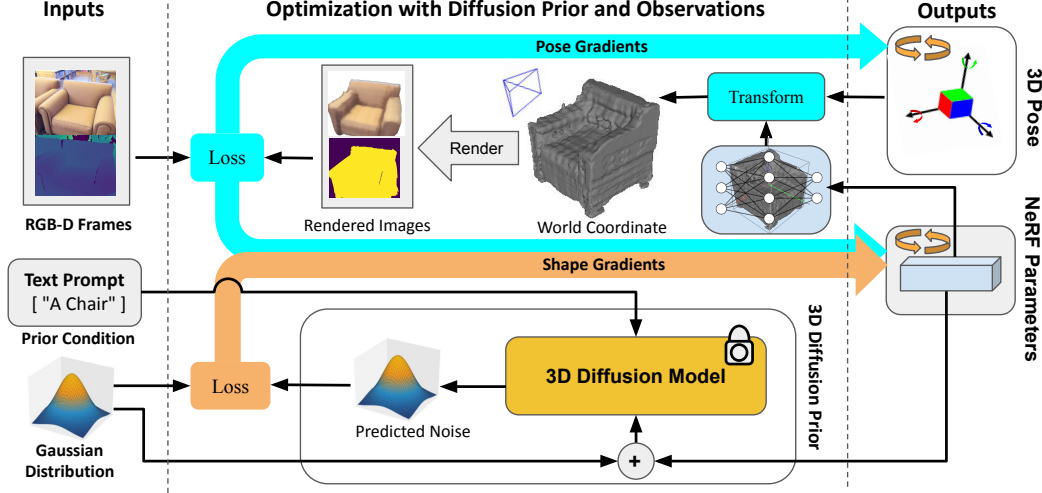 Inputs
Optimization with Diffusion Prior and Observations
Outputs
Pose Gradients
Transform
Loss
Render
3D Pose
RGB-D Frames
Rendered Images
World Coordinate
NeRF Parameters
Shape Gradients
Text Prompt
[ "A Chair" ]
Prior Condition
3D Diffusion Model
3D Diffusion Prior
Loss
Predicted Noise
Gaussian
Distribution
+